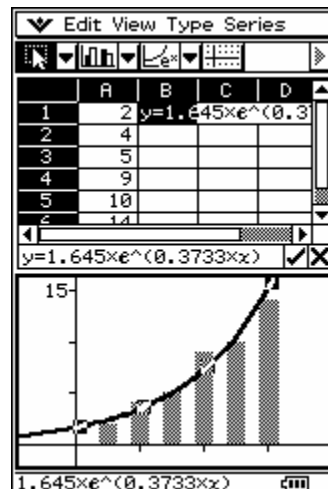 Edit View Type Series
A B C D
1 2 y=1.645×e^(0.3
2 4
3 5
4 9
5 10
6 14
y=1.645×e^(0.3733×x)
15
1.645×e^(0.3733×x)